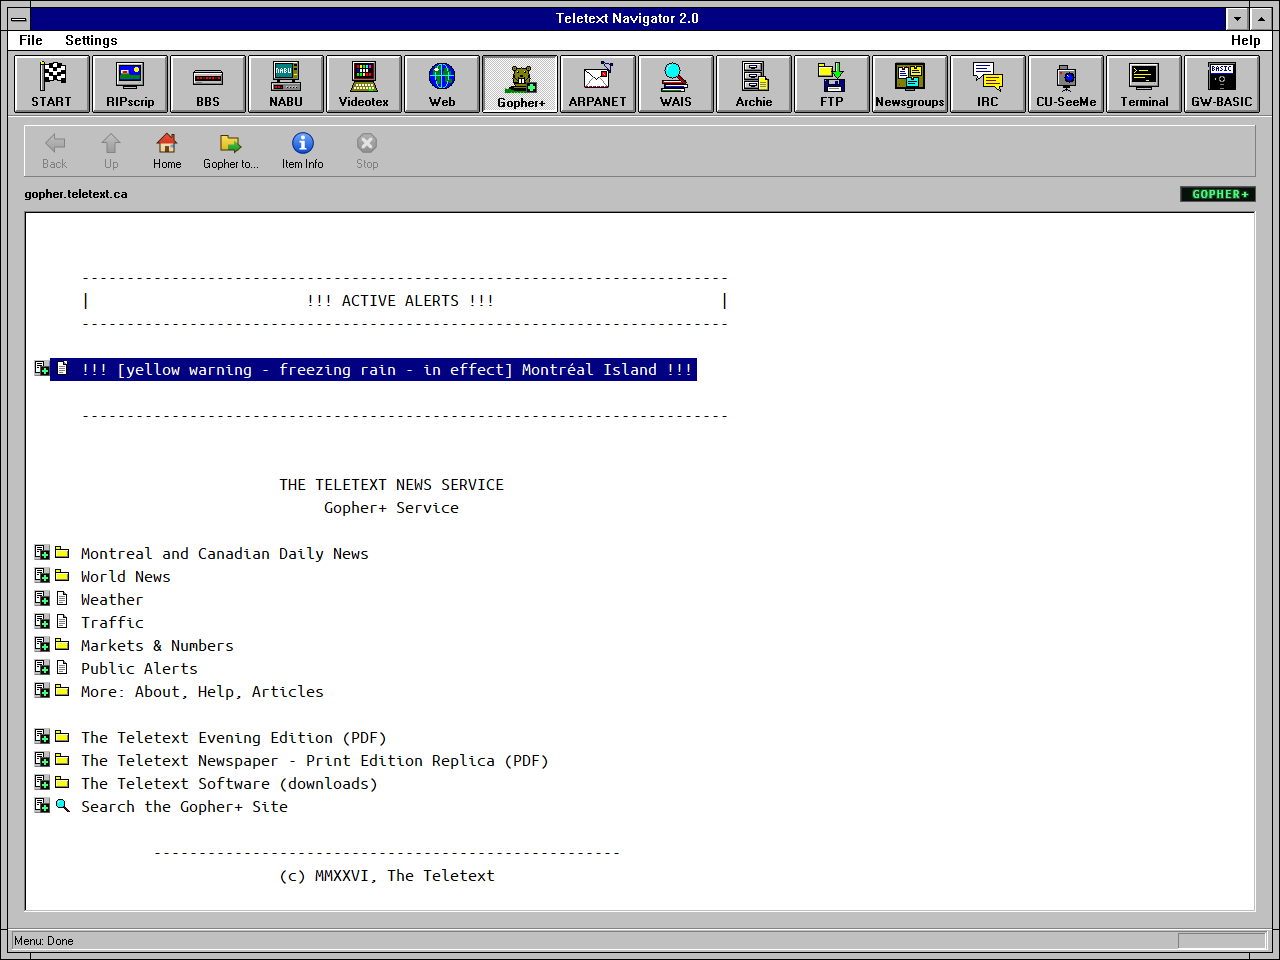 Teletext Navigator 2.0
File Settings Help
START RIPscrip BBS NABU Videotex Web Gopher+ ARPANET WAIS Archie FTP Newsgroups IRC CU-SeeMe Terminal GW-BASIC
Back Up Home Gopher to... Item Info Stop
gopher.teletext.ca GOPHER+
------------------------------------------------------------------------
| !!! ACTIVE ALERTS !!! |
------------------------------------------------------------------------
!!! [yellow warning - freezing rain - in effect] Montréal Island !!!
------------------------------------------------------------------------
THE TELETEXT NEWS SERVICE
Gopher+ Service
Montreal and Canadian Daily News
World News
Weather
Traffic
Markets & Numbers
Public Alerts
More: About, Help, Articles
The Teletext Evening Edition (PDF)
The Teletext Newspaper - Print Edition Replica (PDF)
The Teletext Software (downloads)
Search the Gopher+ Site
----------------------------------------------------
(c) MMXXVI, The Teletext
Menu: Done